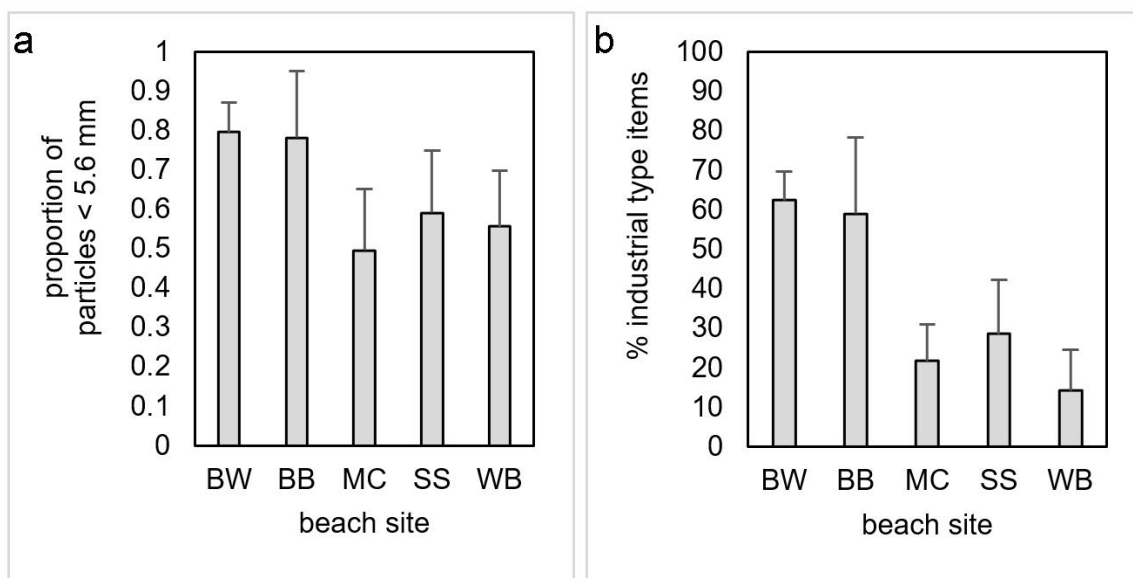 a
proportion of
particles < 5.6 mm
1
0.9
0.8
0.7
0.6
0.5
0.4
0.3
0.2
0.1
0
BW BB MC SS WB
beach site
b
% industrial type items
100
90
80
70
60
50
40
30
20
10
0
BW BB MC SS WB
beach site